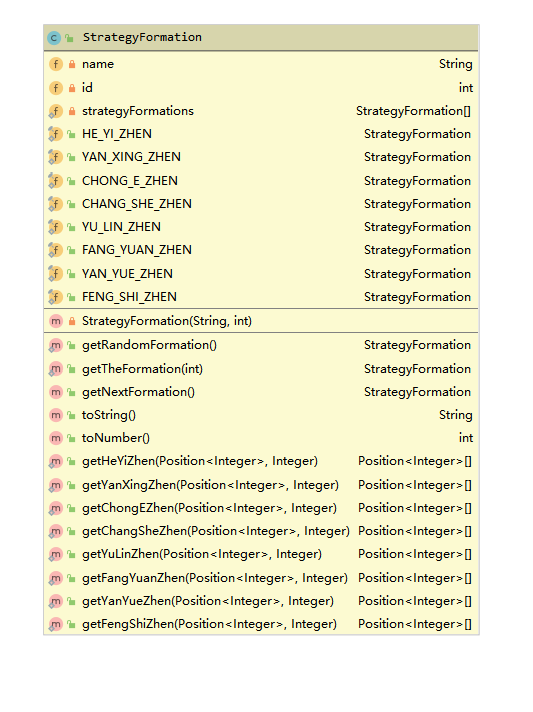 StrategyFormation
name String
id int
strategyFormations StrategyFormation[]
HE_YI_ZHEN StrategyFormation
YAN_XING_ZHEN StrategyFormation
CHONG_E_ZHEN StrategyFormation
CHANG_SHE_ZHEN StrategyFormation
YU_LIN_ZHEN StrategyFormation
FANG_YUAN_ZHEN StrategyFormation
YAN_YUE_ZHEN StrategyFormation
FENG_SHI_ZHEN StrategyFormation
StrategyFormation(String, int)
getRandomFormation() StrategyFormation
getTheFormation(int) StrategyFormation
getNextFormation() StrategyFormation
toString() String
toNumber() int
getHeYiZhen(Position<Integer>, Integer) Position<Integer>[]
getYanXingZhen(Position<Integer>, Integer) Position<Integer>[]
getChongEZhen(Position<Integer>, Integer) Position<Integer>[]
getChangSheZhen(Position<Integer>, Integer) Position<Integer>[]
getYuLinZhen(Position<Integer>, Integer) Position<Integer>[]
getFangYuanZhen(Position<Integer>, Integer) Position<Integer>[]
getYanYueZhen(Position<Integer>, Integer) Position<Integer>[]
getFengShiZhen(Position<Integer>, Integer) Position<Integer>[]